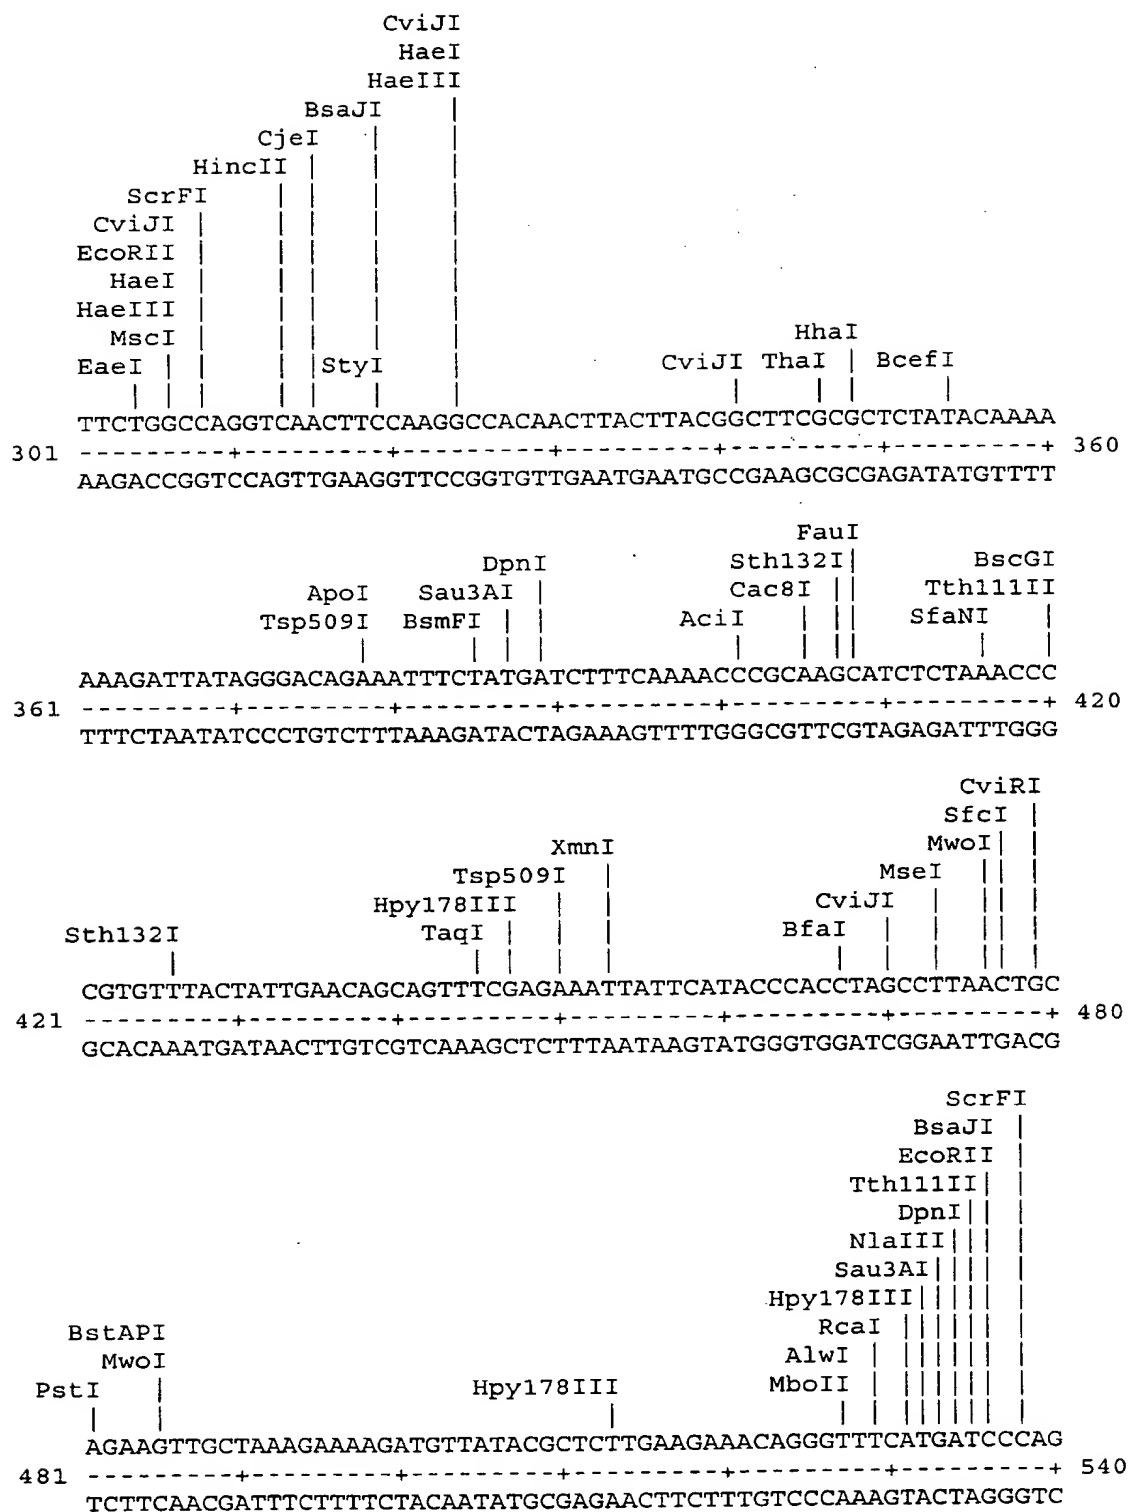 CviJI
HaeI
HaeIII
BsaJI
CjeI
HincII
ScrFI
CviJI
EcoRII
HaeI
HaeIII
MscI
HhaI
EaeI StyI CviJI ThaI BcefI
TTCTGGCCAGGTCAACTTCCAAGGCCACAACTTACTTACGGCTTCGCGCTCTATACAAAA
301 ---------+---------+---------+---------+---------+---------+ 360
AAGACCGGTCCAGTTGAAGGTTCCGGTGTTGAATGAATGCCGAAGCGCGAGATATGTTTT
FauI
DpnI Sth132I BscGI
ApoI Sau3AI Cac8I Tth111II
Tsp509I BsmFI AciI SfaNI
AAAGATTATAGGGACAGAAATTTCTATGATCTTTCAAAACCCGCAAGCATCTCTAAACCC
361 ---------+---------+---------+---------+---------+---------+ 420
TTTCTAATATCCCTGTCTTTAAAGATACTAGAAAGTTTTGGGCGTTCGTAGAGATTTGGG
CviRI
SfcI
XmnI MwoI
Tsp509I MseI
Hpy178III CviJI
Sth132I TaqI BfaI
CGTGTTTACTATTGAACAGCAGTTTCGAGAAATTATTCATACCCACCTAGCCTTAACTGC
421 ---------+---------+---------+---------+---------+---------+ 480
GCACAAATGATAACTTGTCGTCAAAGCTCTTTAATAAGTATGGGTGGATCGGAATTGACG
ScrFI
BsaJI
EcoRII
Tth111II
DpnI
NlaIII
Sau3AI
Hpy178III
BstAPI RcaI
MwoI AlwI
PstI Hpy178III MboII
AGAAGTTGCTAAAGAAAAGATGTTATACGCTCTTGAAGAAACAGGGTTTCATGATCCCAG
481 ---------+---------+---------+---------+---------+---------+ 540
TCTTCAACGATTTCTTTTCTACAATATGCGAGAACTTCTTTGTCCCAAAGTACTAGGGTC